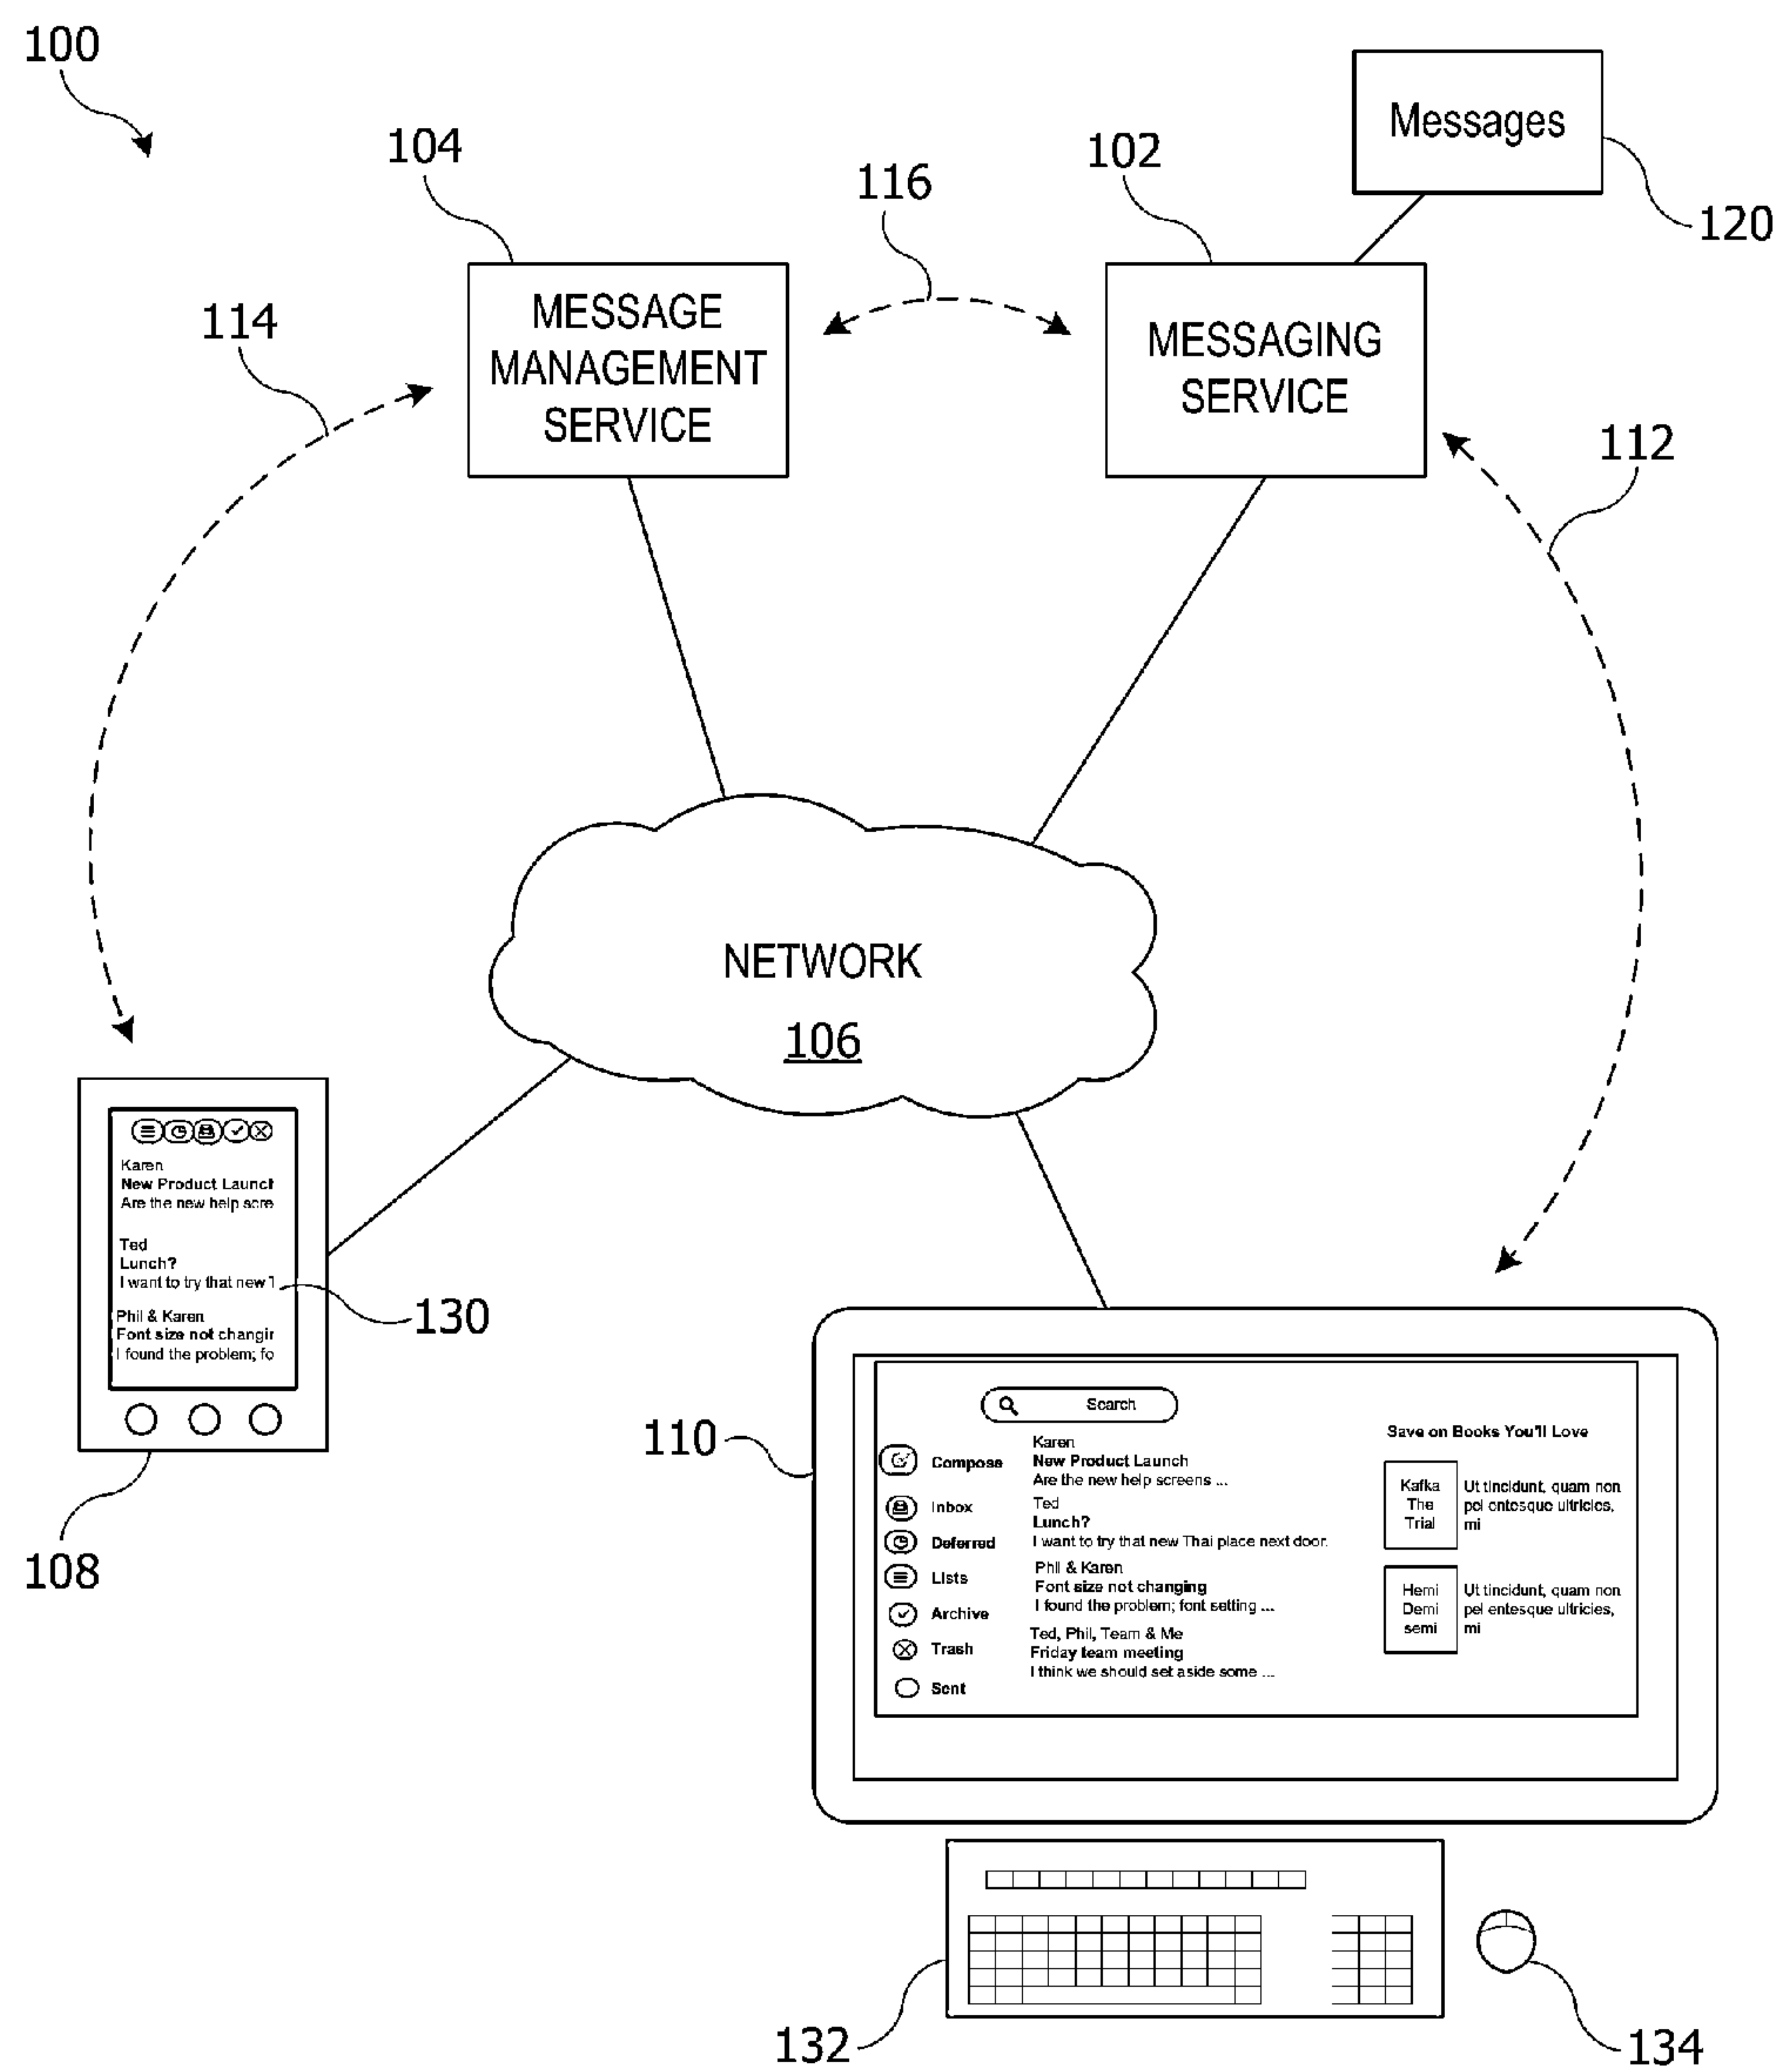 100
Messages
104
102
116
120
MESSAGE
MANAGEMENT
SERVICE
MESSAGING
SERVICE
114
112
NETWORK
106
Karen
New Product Launch
Are the new help scre
Ted
Lunch?
I want to try that new T
130
Phil & Karen
Font size not changin
I found the problem; fo
108
110
Search
Compose
Inbox
Deferred
Lists
Archive
Trash
Sent
Karen
New Product Launch
Are the new help screens ...
Ted
Lunch?
I want to try that new Thai place next door.
Phil & Karen
Font size not changing
I found the problem; font setting ...
Ted, Phil, Team & Me
Friday team meeting
I think we should set aside some ...
Save on Books You'll Love
Kafka
The
Trial
Ut tincidunt, quam non
pel entesque ultricies,
mi
Hemi
Demi
semi
Ut tincidunt, quam non
pel entesque ultricies,
mi
132
134